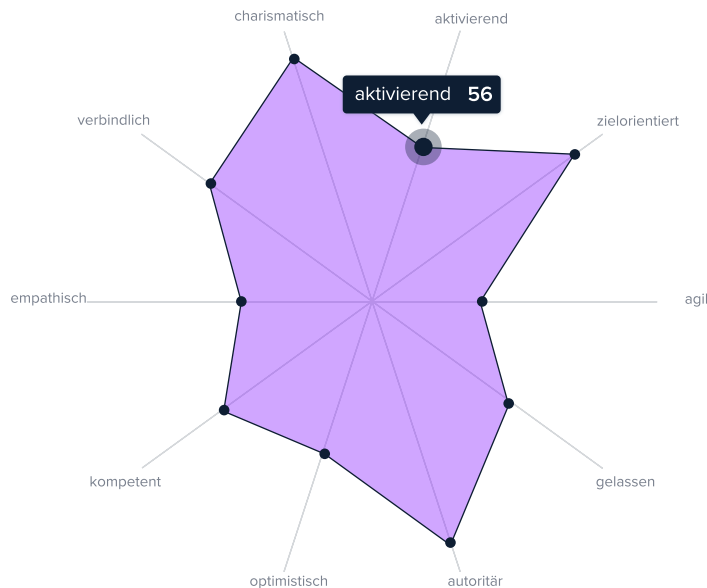 charismatisch
aktivierend
aktivierend 56
verbindlich
zielorientiert
empathisch
agil
kompetent
gelassen
optimistisch
autoritär